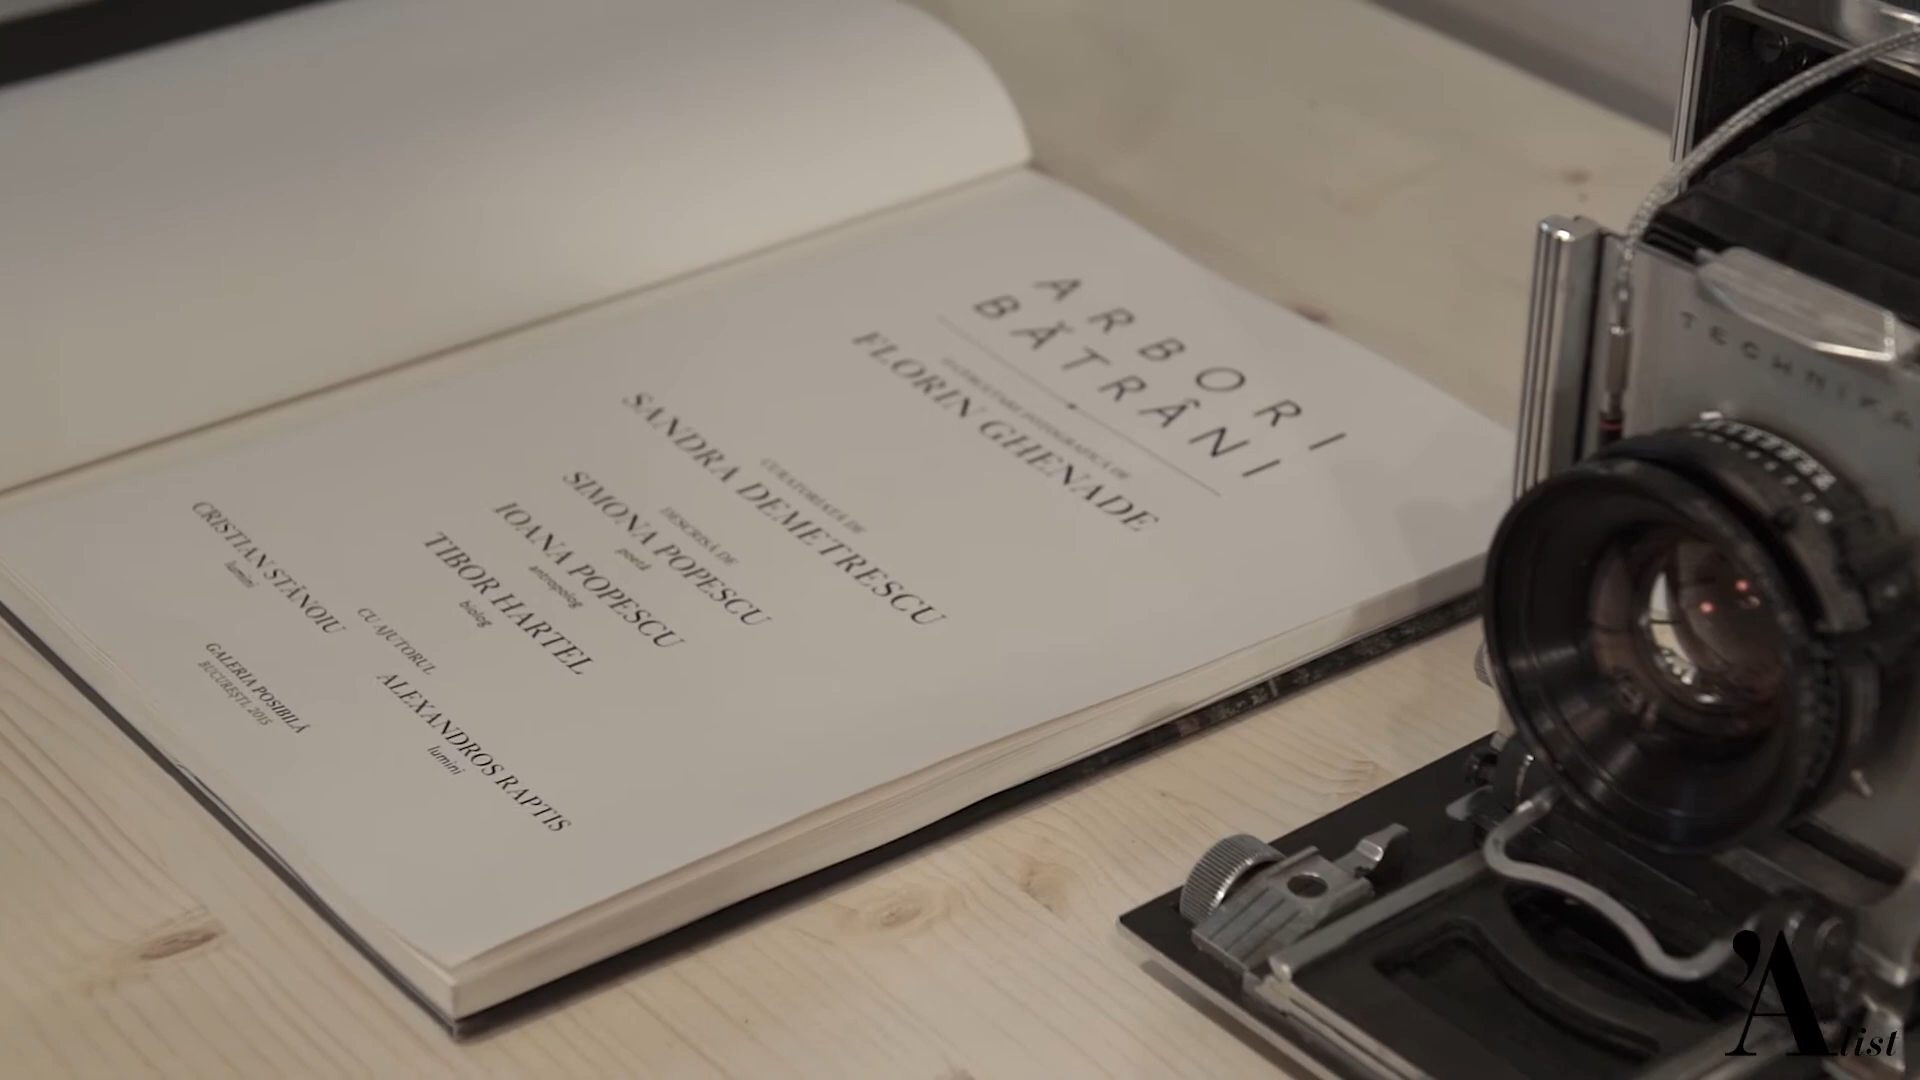 ARBORI
BĂTRÂNI
FLORIN GHENADE
CURATORIATĂ DE
SANDRA DEMETRESCU
DESCRISĂ DE
SIMONA POPESCU
poetă
IOANA POPESCU
antropolog
TIBOR HARTEL
biolog
CU AJUTORUL
CRISTIAN STĂNOIU
lumini
ALEXANDROS RAPTIS
lumini
GALERIA POSIBILĂ
BUCUREȘTI, 2015
TECHNIKA
A'list